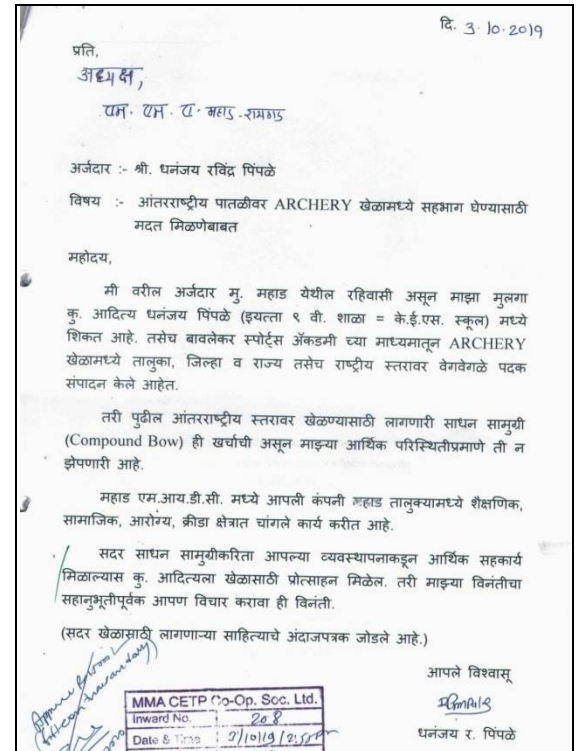 दि. 3.10.2019
प्रति,
अध्यक्ष,
एम. एम. ए. महाड-रायगड
अर्जदार :- श्री. धनंजय रविंद्र पिंपळे
विषय :- आंतरराष्ट्रीय पातळीवर ARCHERY खेळामध्ये सहभाग घेण्यासाठी
मदत मिळणेबाबत
महोदय,
मी वरील अर्जदार मु. महाड येथील रहिवासी असून माझा मुलगा
कु. आदित्य धनंजय पिंपळे (इयत्ता ९ वी. शाळा = के.ई.एस. स्कूल) मध्ये
शिकत आहे. तसेच बावलेकर स्पोर्ट्स अ‍ॅकडमी च्या माध्यमातून ARCHERY
खेळामध्ये तालुका, जिल्हा व राज्य तसेच राष्ट्रीय स्तरावर वेगवेगळे पदक
संपादन केले आहेत.
तरी पुढील आंतरराष्ट्रीय स्तरावर खेळण्यासाठी लागणारी साधन सामुग्री
(Compound Bow) ही खर्चाची असून माझ्या आर्थिक परिस्थितीप्रमाणे ती न
झेपणारी आहे.
महाड एम.आय.डी.सी. मध्ये आपली कंपनी महाड तालुक्यामध्ये शैक्षणिक,
सामाजिक, आरोग्य, क्रीडा क्षेत्रात चांगले कार्य करीत आहे.
सदर साधन सामुग्रीकरिता आपल्या व्यवस्थापनाकडून आर्थिक सहकार्य
मिळाल्यास कु. आदित्यला खेळासाठी प्रोत्साहन मिळेल. तरी माझ्या विनंतीचा
सहानुभूतीपूर्वक आपण विचार करावा ही विनंती.
(सदर खेळासाठी लागणाऱ्या साहित्याचे अंदाजपत्रक जोडले आहे.)
आपले विश्वासू
धनंजय र. पिंपळे
MMA CETP Co-Op. Soc. Ltd.
Inward No. 208
Date & Time 3/10/19